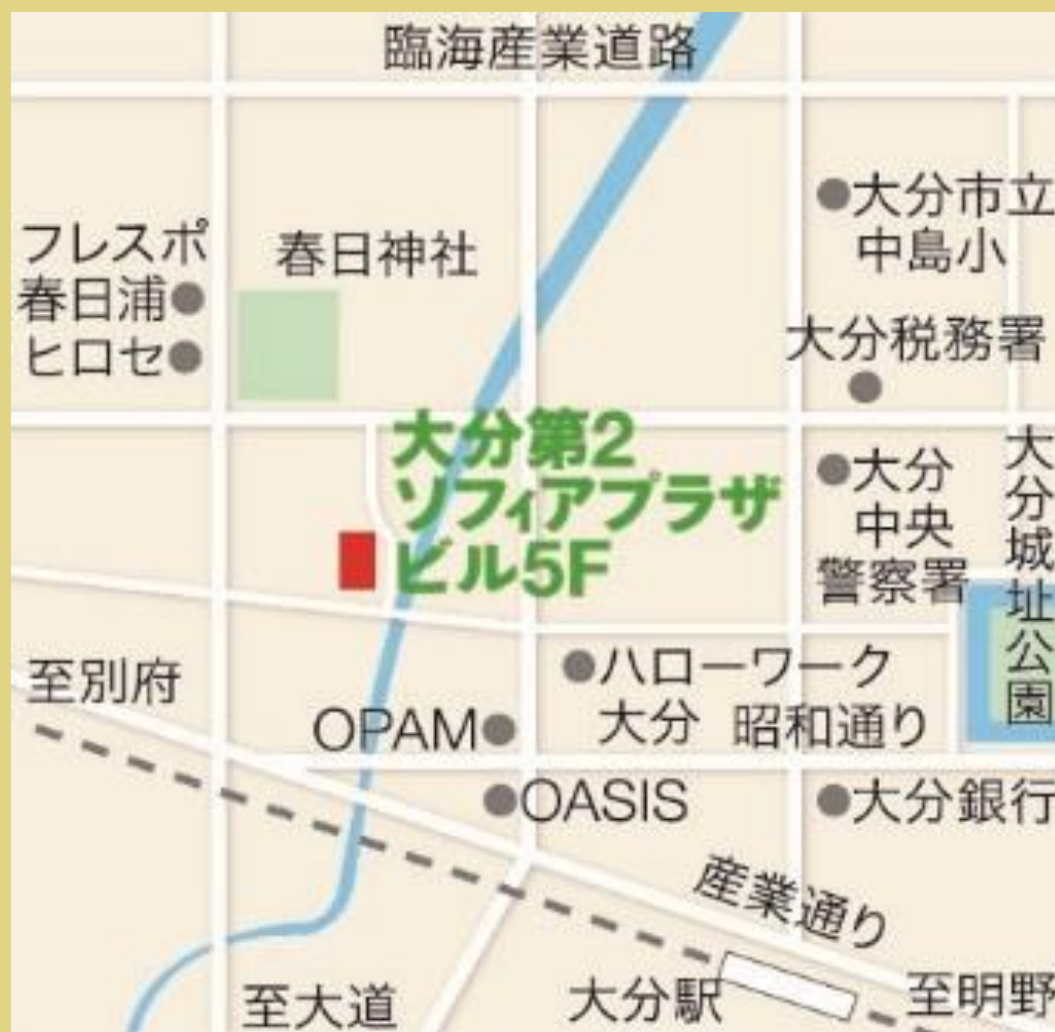 臨海産業道路
大分市立
中島小
フレスポ
春日浦
ヒロセ
春日神社
大分税務署
大分第2
ソフィアプラザ
ビル5F
大分
中央
警察署
大分城址公園
至別府
ハローワーク
大分
昭和通り
OPAM
OASIS
大分銀行
産業通り
至大道
大分駅
至明野